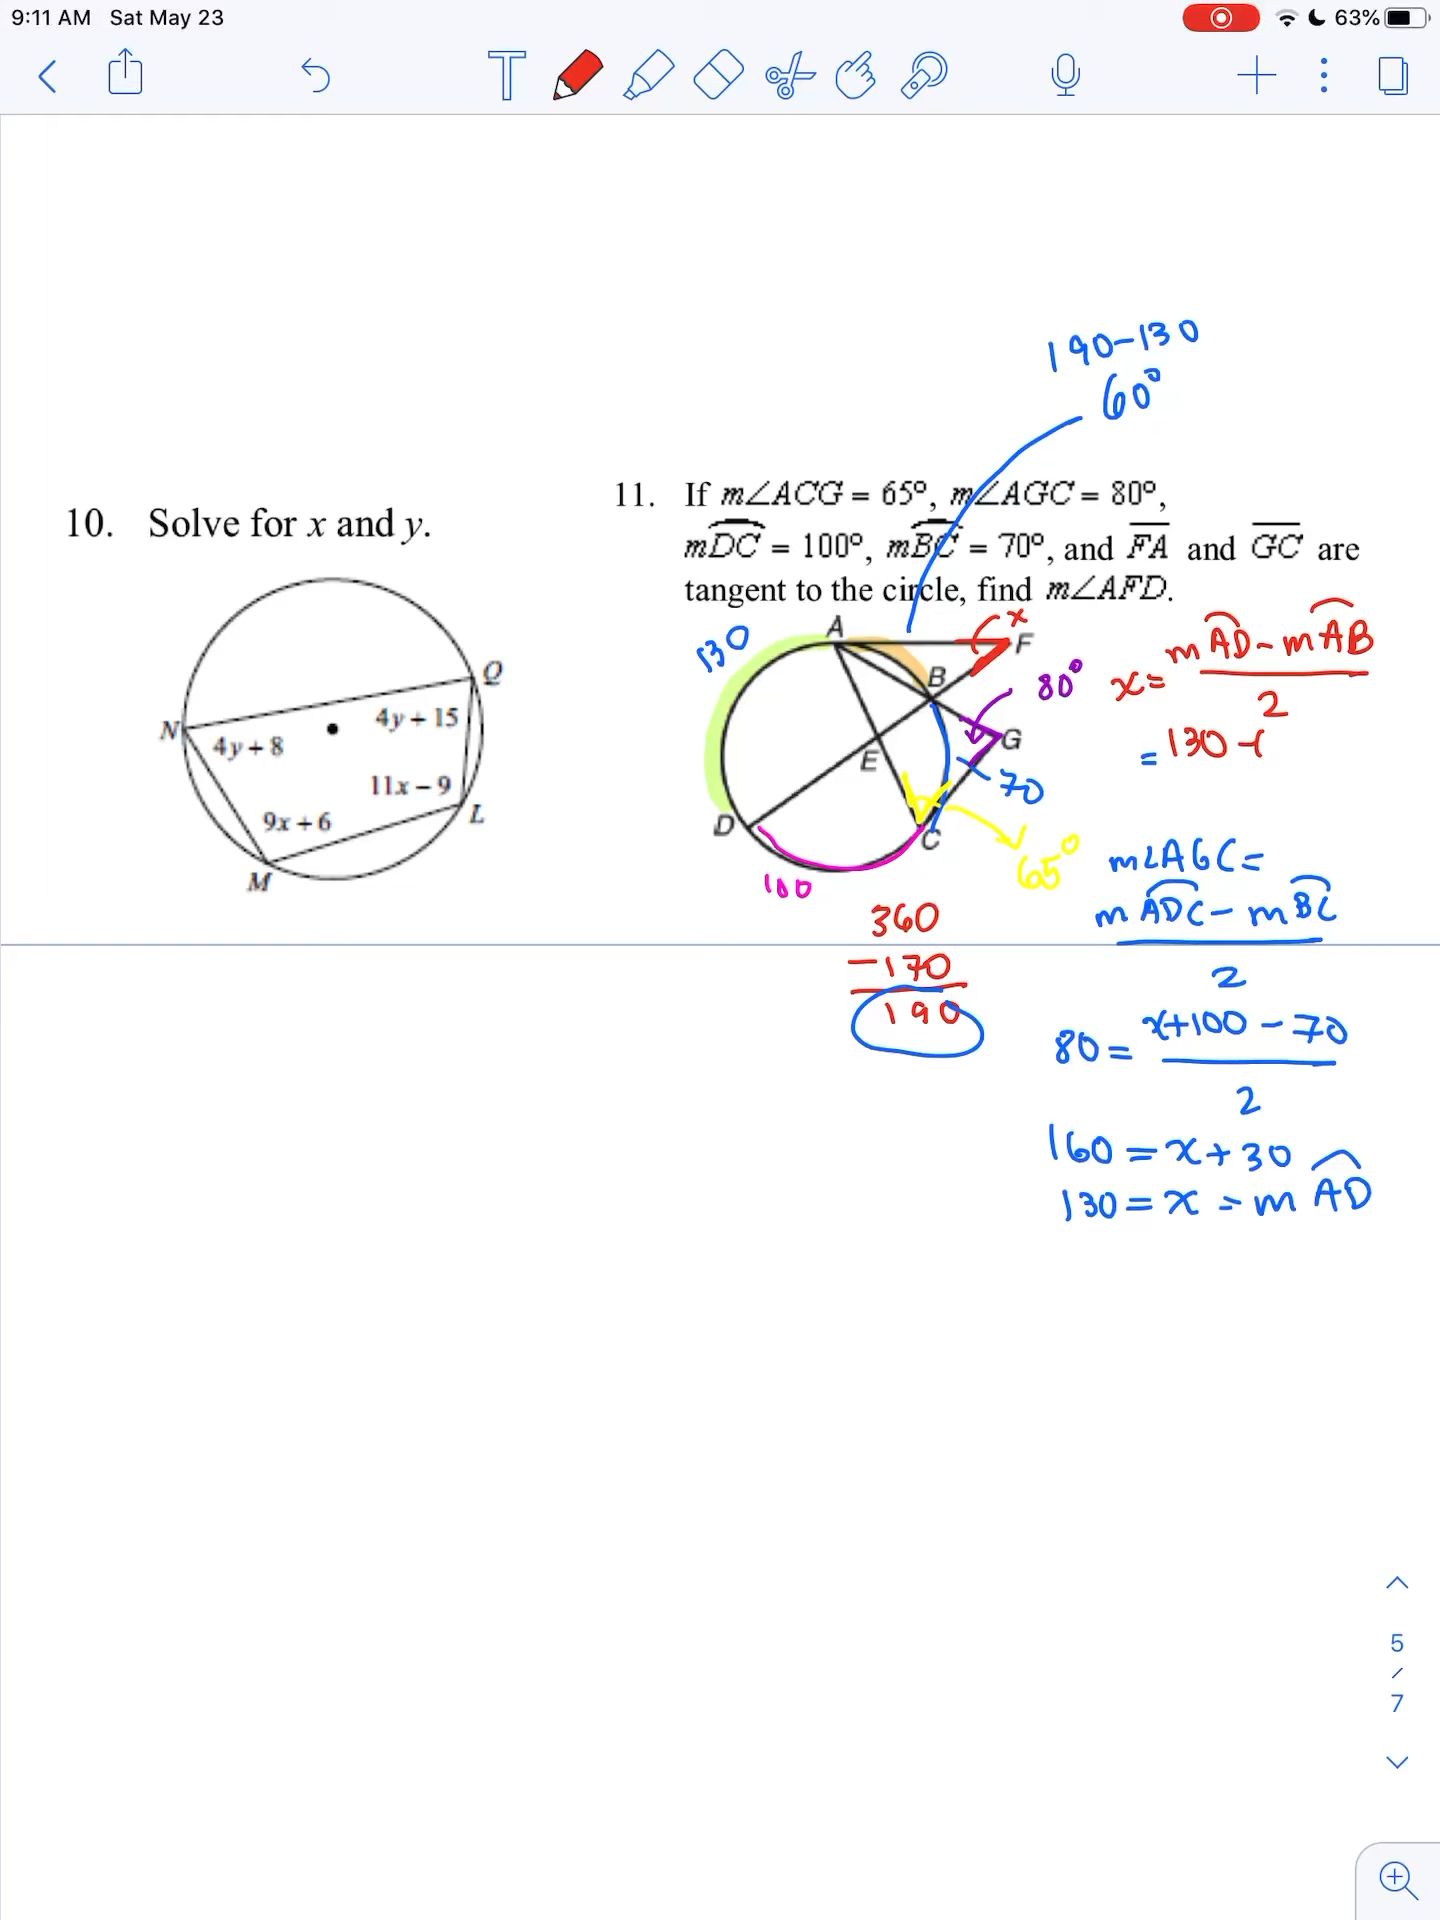 9:11 AM Sat May 23
63%
T
190-130
60°
10. Solve for x and y.
N
Q
4y + 15
4y + 8
11x – 9
9x + 6
L
M
11. If m∠ACG = 65°, m∠AGC = 80°,
mDC = 100°, mBC = 70°, and FA and GC are
tangent to the circle, find m∠AFD.
130
A
x
F
B
80°
G
E
70
D
C
65°
100
x = mAD - mAB
2
= 130 -
360
-170
190
m∠AGC =
mADC - mBC
2
80 = x+100 - 70
2
160 = x + 30
130 = x = mAD
5
/
7